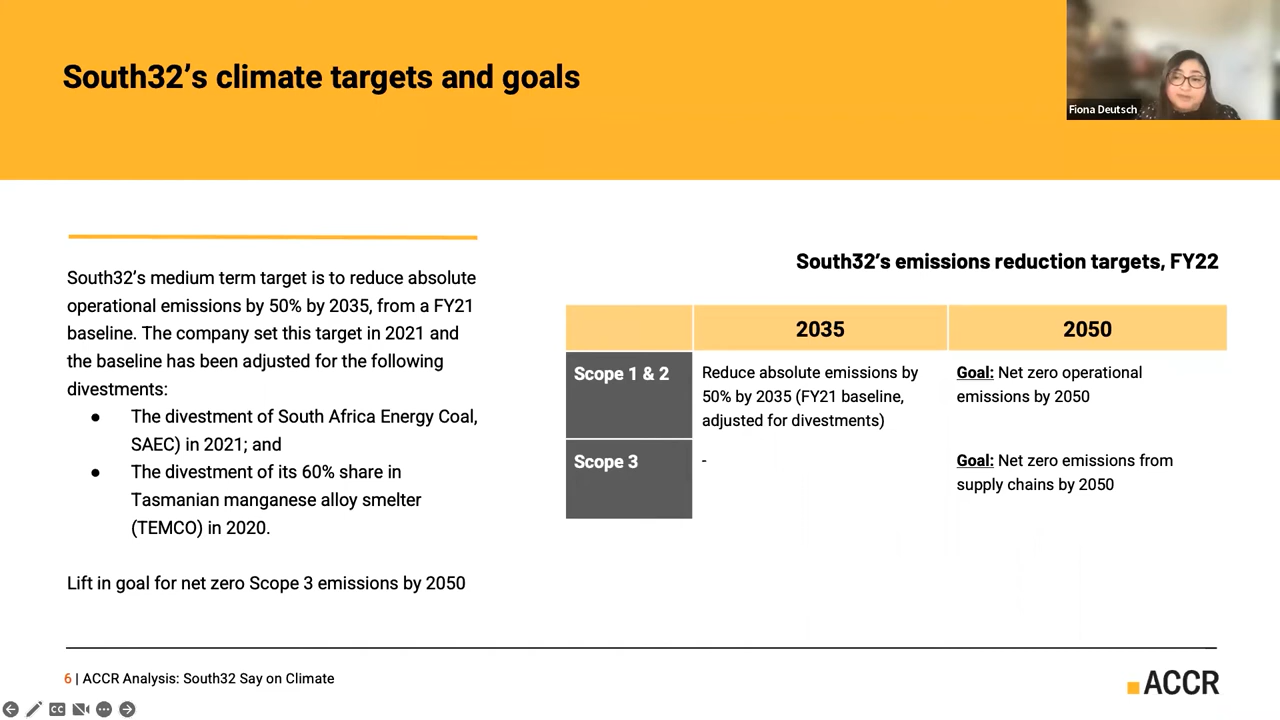 South32's climate targets and goals
Fiona Deutsch
South32's medium term target is to reduce absolute
operational emissions by 50% by 2035, from a FY21
baseline. The company set this target in 2021 and
the baseline has been adjusted for the following
divestments:
● The divestment of South Africa Energy Coal,
SAEC) in 2021; and
● The divestment of its 60% share in
Tasmanian manganese alloy smelter
(TEMCO) in 2020.
Lift in goal for net zero Scope 3 emissions by 2050
South32's emissions reduction targets, FY22
2035 2050
Scope 1 & 2
Reduce absolute emissions by
50% by 2035 (FY21 baseline,
adjusted for divestments)
Goal: Net zero operational
emissions by 2050
Scope 3
-
Goal: Net zero emissions from
supply chains by 2050
6 | ACCR Analysis: South32 Say on Climate
ACCR
CC